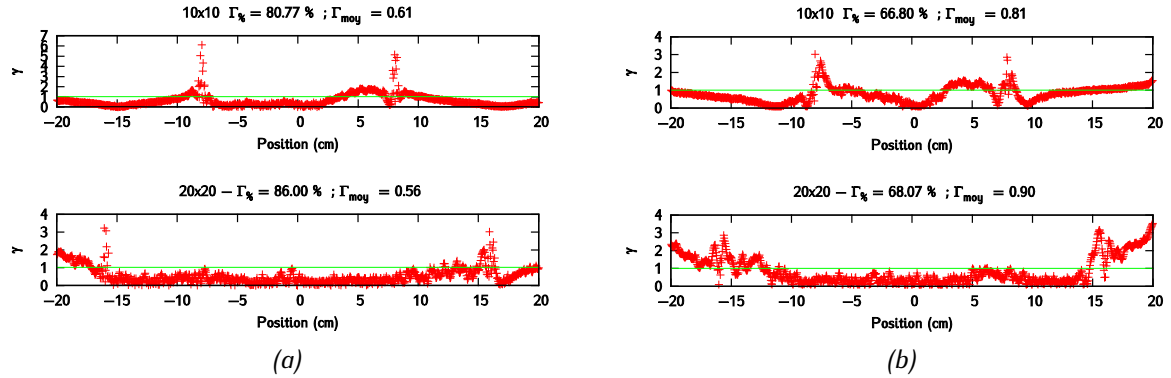 10x10 Γ% = 80.77 % ; Γmoy = 0.61
7
6
5
4
3
2
1
0
γ
−20 −15 −10 −5 0 5 10 15 20
Position (cm)
20x20 − Γ% = 86.00 % ; Γmoy = 0.56
4
3
2
1
0
γ
−20 −15 −10 −5 0 5 10 15 20
Position (cm)
(a)
10x10 Γ% = 66.80 % ; Γmoy = 0.81
4
3
2
1
0
γ
−20 −15 −10 −5 0 5 10 15 20
Position (cm)
20x20 − Γ% = 68.07 % ; Γmoy = 0.90
4
3
2
1
0
γ
−20 −15 −10 −5 0 5 10 15 20
Position (cm)
(b)